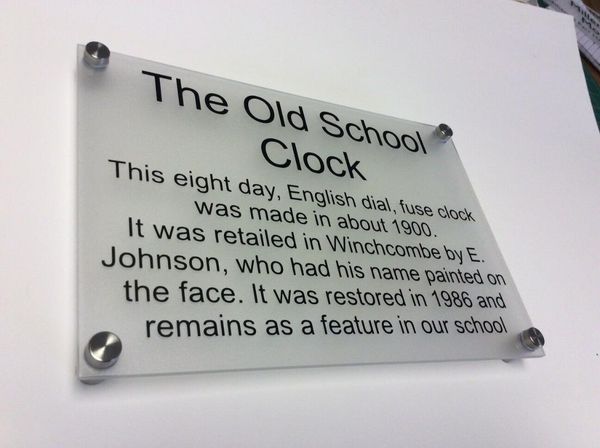 The Old School
Clock
This eight day, English dial, fuse clock
was made in about 1900.
It was retailed in Winchcombe by E.
Johnson, who had his name painted on
the face. It was restored in 1986 and
remains as a feature in our school